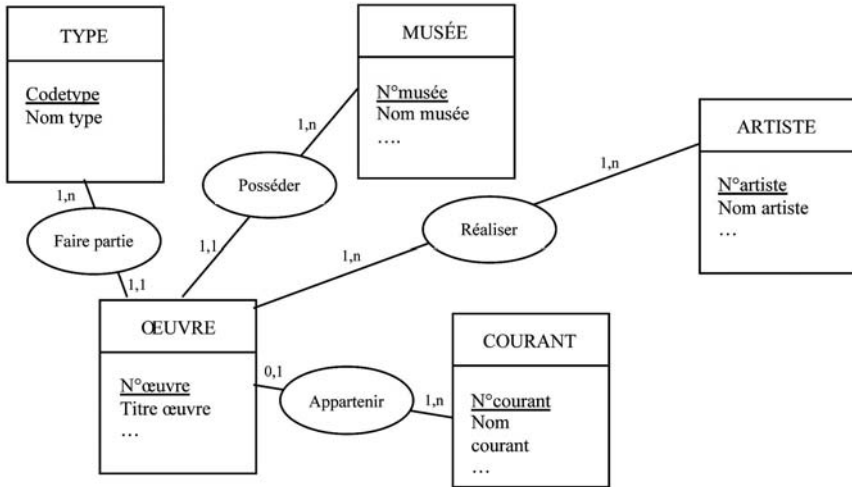 TYPE
Codetype
Nom type
MUSÉE
N°musée
Nom musée
....
ARTISTE
N°artiste
Nom artiste
...
1,n
Posséder
1,1
1,n
Réaliser
1,n
1,n
Faire partie
1,1
ŒUVRE
N°œuvre
Titre œuvre
...
0,1
Appartenir
1,n
COURANT
N°courant
Nom
courant
...